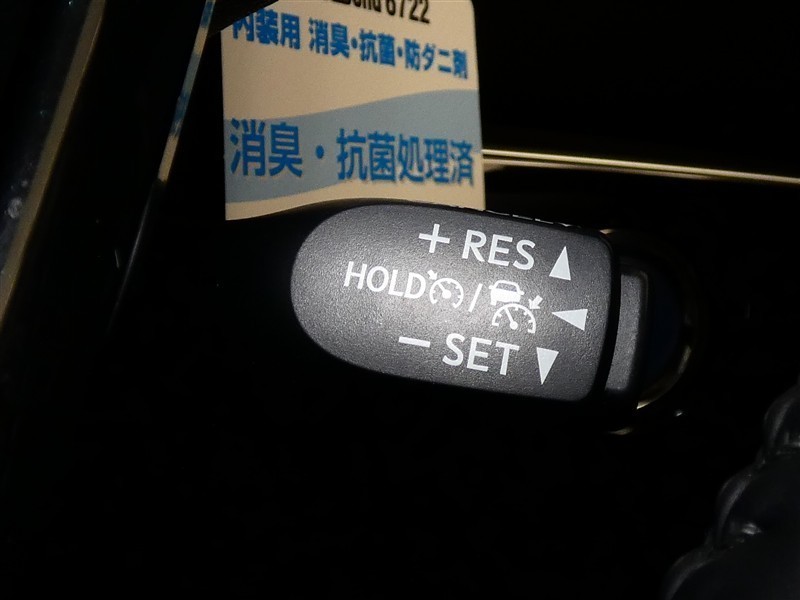 6722
内装用 消臭・抗菌・防ダニ剤
消臭・抗菌処理済
+ RES
HOLD /
− SET